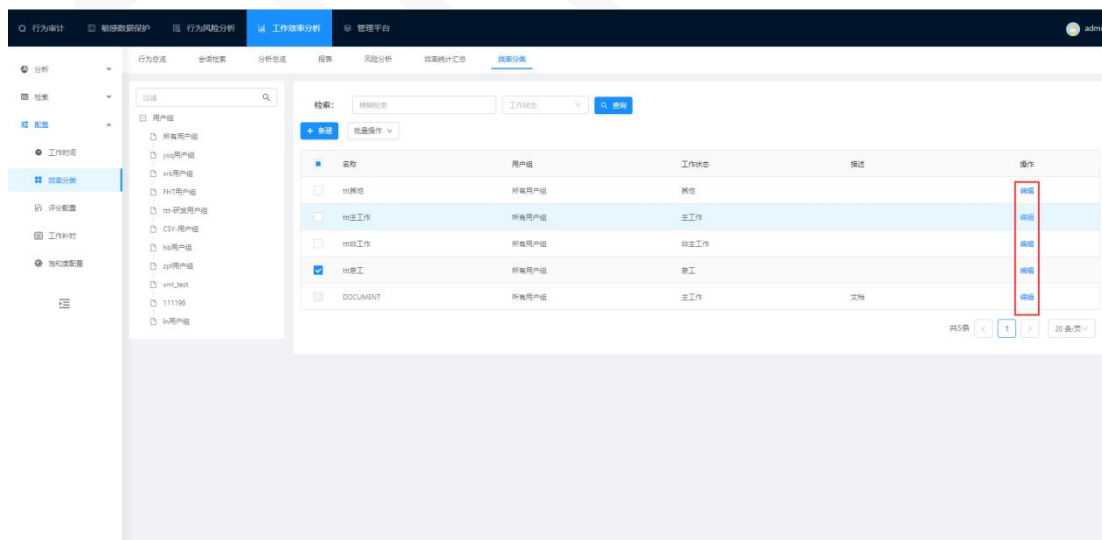 行为审计 敏感数据保护 行为风险分析 工作效率分析 管理平台 admi
分析
检索
配置
工作时间
效率分类
评分配置
工作补时
饱和度配置
行为总览 会话检索 分析总览 报表 风险分析 效率统计汇总 效率分类
过滤
用户组
所有用户组
yxq用户组
xrk用户组
FHT用户组
ttt-研发用户组
CSY-用户组
hb用户组
zpf用户组
xml_test
111198
ln用户组
检索: 模糊检索 工作状态 查询
+ 新建 批量操作
名称 用户组 工作状态 描述 操作
ttt其他 所有用户组 其他 编辑
ttt主工作 所有用户组 主工作 编辑
ttt非工作 所有用户组 非主工作 编辑
ttt怠工 所有用户组 怠工 编辑
DOCUMENT 所有用户组 主工作 文档 编辑
共5条 < 1 > 20 条/页